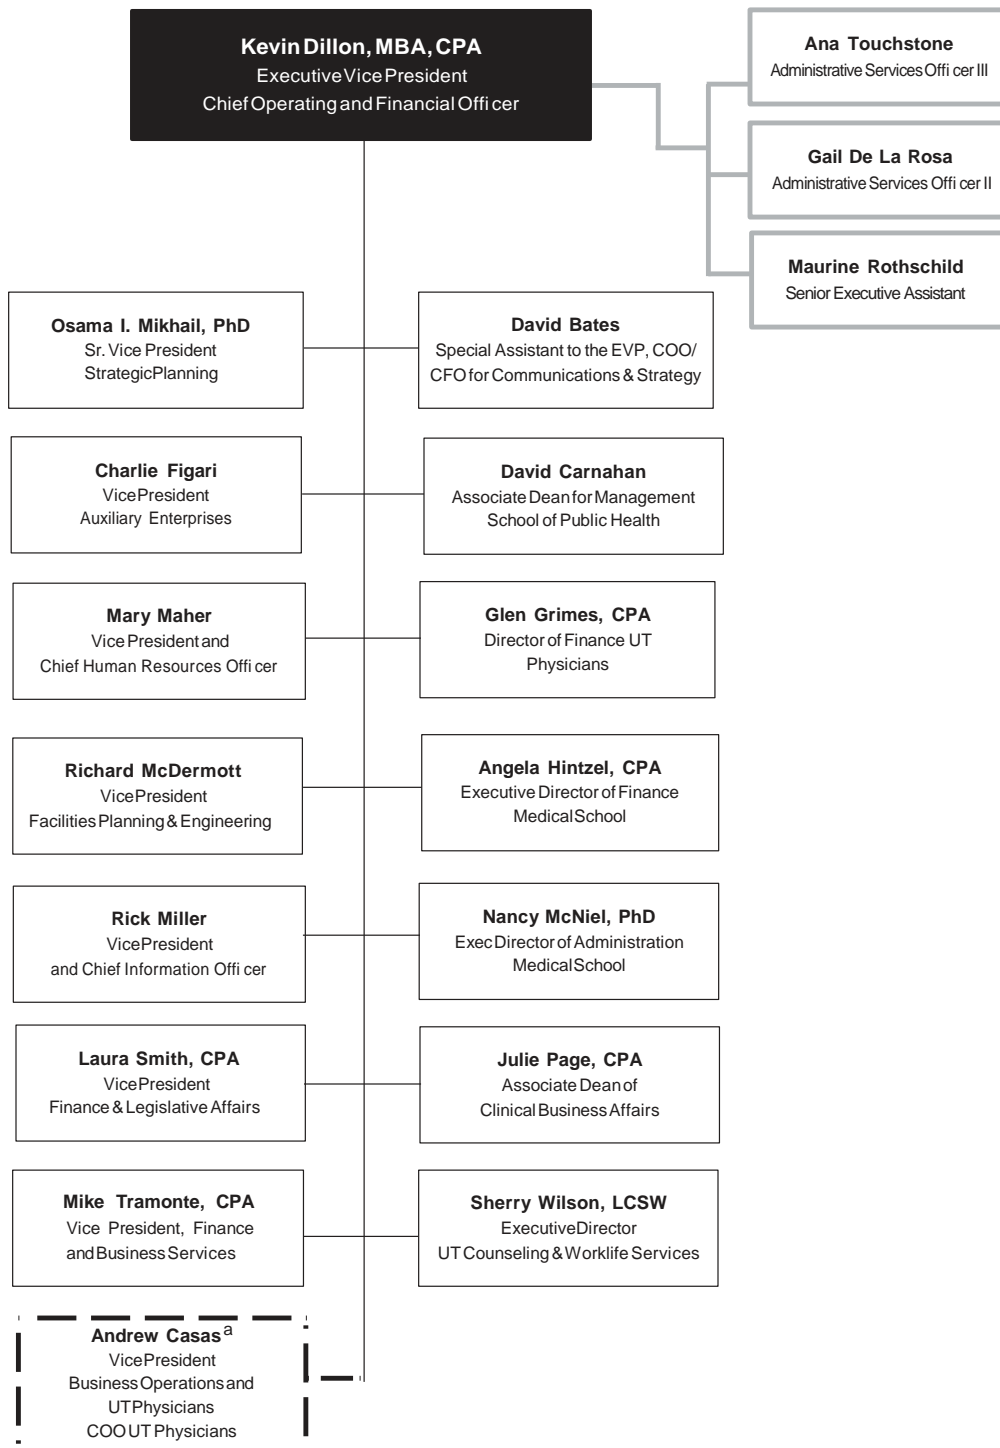 Kevin Dillon, MBA, CPA
Executive Vice President
Chief Operating and Financial Officer
Ana Touchstone
Administrative Services Officer III
Gail De La Rosa
Administrative Services Officer II
Maurine Rothschild
Senior Executive Assistant
Osama I. Mikhail, PhD
Sr. Vice President
Strategic Planning
David Bates
Special Assistant to the EVP, COO/
CFO for Communications & Strategy
Charlie Figari
Vice President
Auxiliary Enterprises
David Carnahan
Associate Dean for Management
School of Public Health
Mary Maher
Vice President and
Chief Human Resources Officer
Glen Grimes, CPA
Director of Finance UT
Physicians
Richard McDermott
Vice President
Facilities Planning & Engineering
Angela Hintzel, CPA
Executive Director of Finance
Medical School
Rick Miller
Vice President
and Chief Information Officer
Nancy McNiel, PhD
Exec Director of Administration
Medical School
Laura Smith, CPA
Vice President
Finance & Legislative Affairs
Julie Page, CPA
Associate Dean of
Clinical Business Affairs
Mike Tramonte, CPA
Vice President, Finance
and Business Services
Sherry Wilson, LCSW
Executive Director
UT Counseling & Worklife Services
Andrew Casas a
Vice President
Business Operations and
UT Physicians
COO UT Physicians